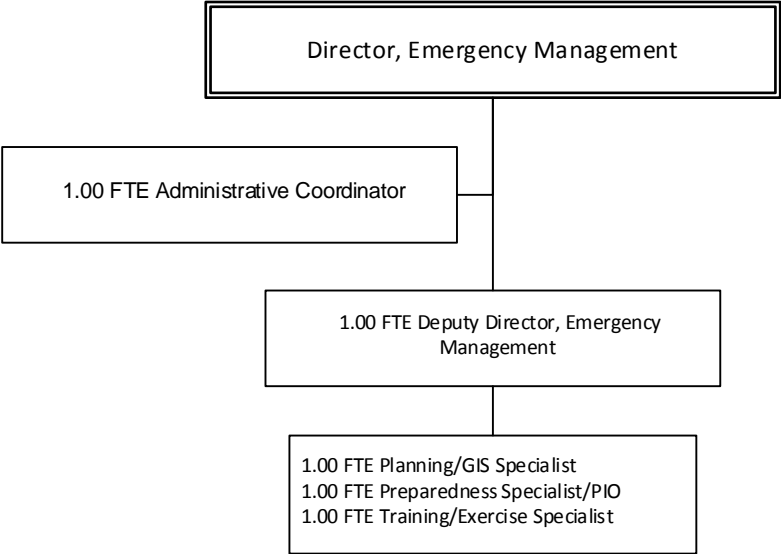 Director, Emergency Management
1.00 FTE Administrative Coordinator
1.00 FTE Deputy Director, Emergency
Management
1.00 FTE Planning/GIS Specialist
1.00 FTE Preparedness Specialist/PIO
1.00 FTE Training/Exercise Specialist